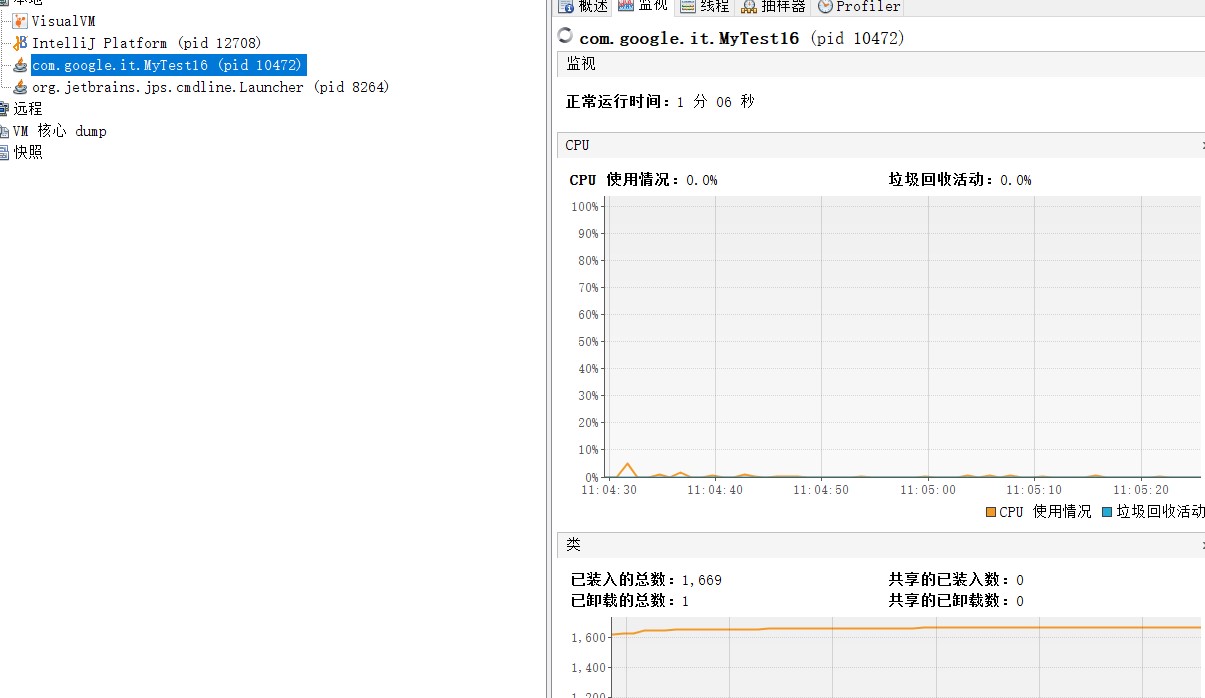 本地
VisualVM
IntelliJ Platform (pid 12708)
com.google.it.MyTest16 (pid 10472)
org.jetbrains.jps.cmdline.Launcher (pid 8264)
远程
VM 核心 dump
快照
概述 监视 线程 抽样器 Profiler
com.google.it.MyTest16 (pid 10472)
监视
正常运行时间: 1 分 06 秒
CPU
CPU 使用情况: 0.0% 垃圾回收活动: 0.0%
100%
90%
80%
70%
60%
50%
40%
30%
20%
10%
0%
11:04:30 11:04:40 11:04:50 11:05:00 11:05:10 11:05:20
CPU 使用情况 垃圾回收活动
类
已装入的总数: 1,669 共享的已装入数: 0
已卸载的总数: 1 共享的已卸载数: 0
1,600
1,400
1,200